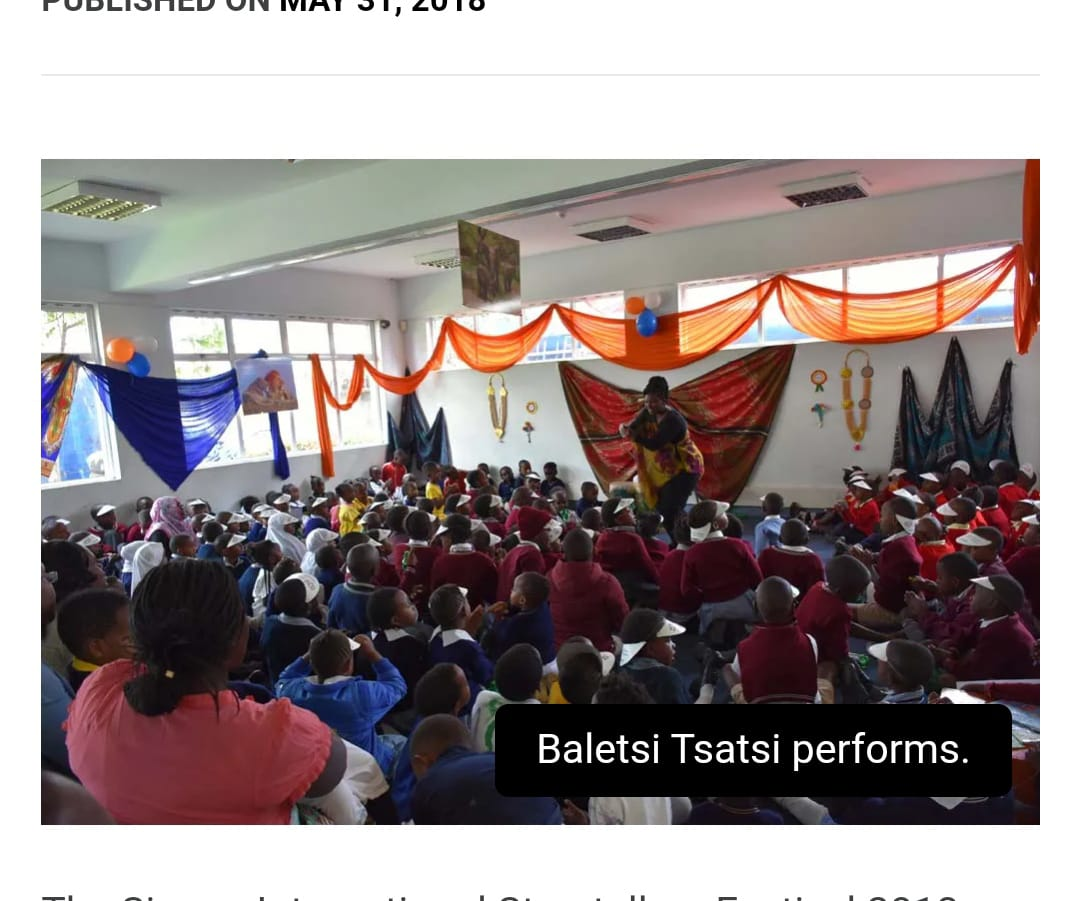 PUBLISHED ON MAY 31, 2018
Baletsi Tsatsi performs.